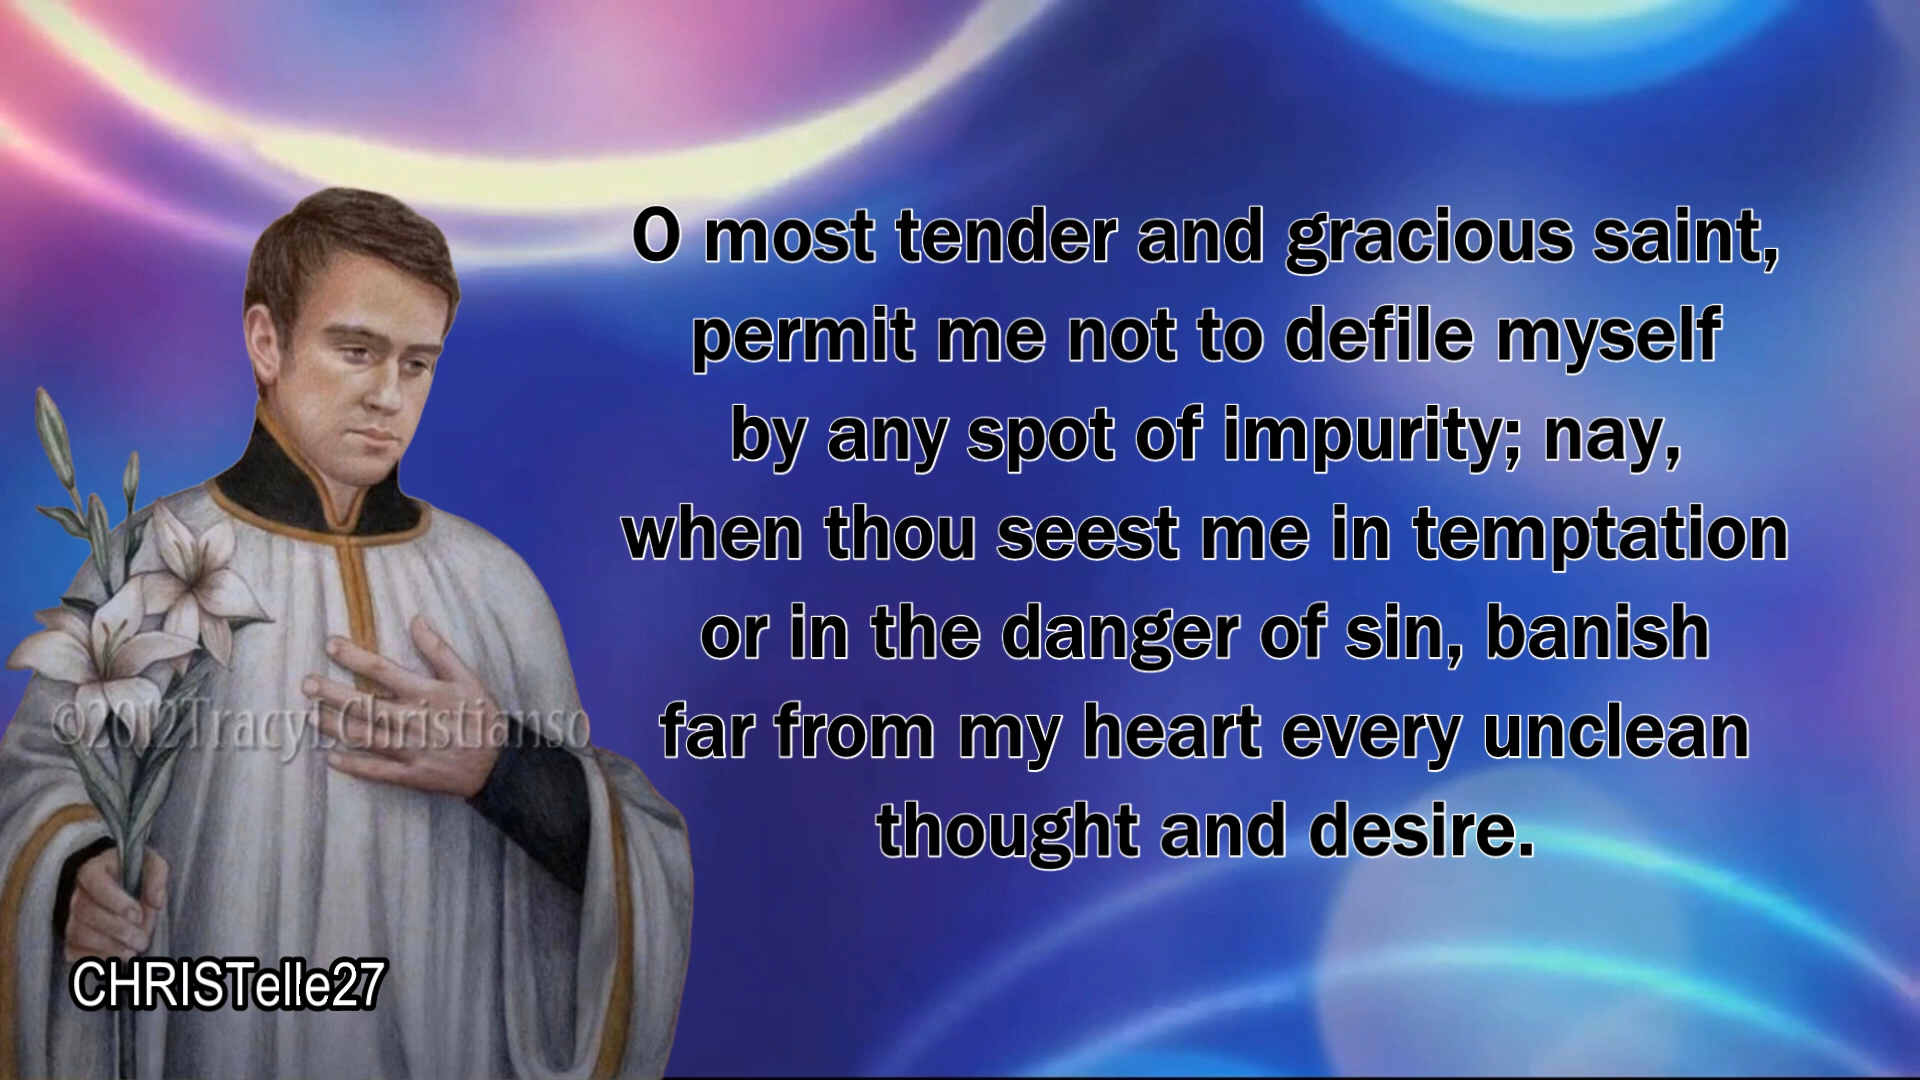 O most tender and gracious saint,
permit me not to defile myself
by any spot of impurity; nay,
when thou seest me in temptation
or in the danger of sin, banish
far from my heart every unclean
thought and desire.
©2012TracyLChristianso
CHRISTelle27